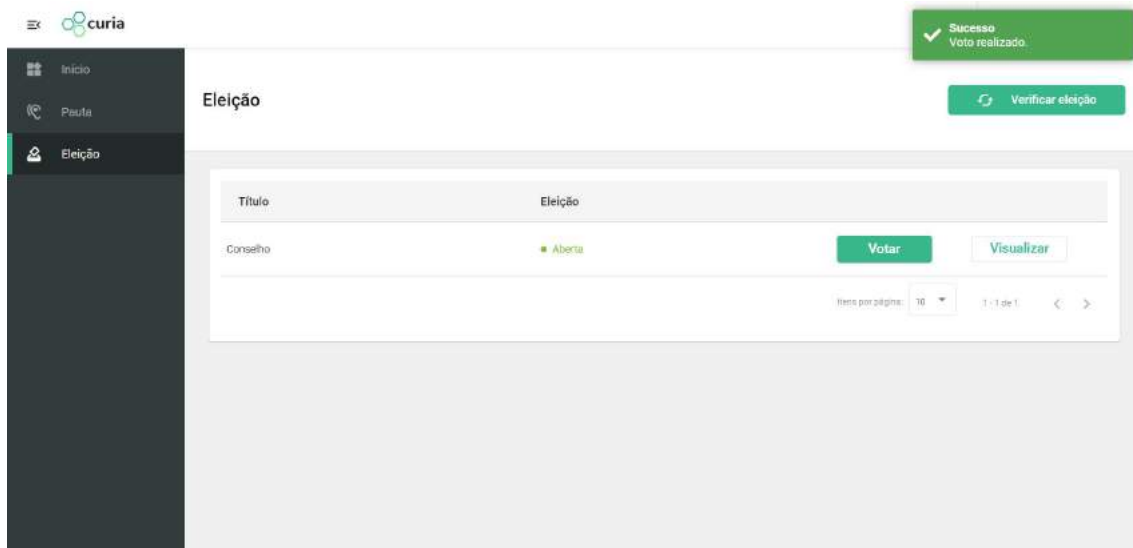 curia
Sucesso
Voto realizado.
Início
Pauta
Eleição
Eleição
Verificar eleição
Título
Eleição
Conselho
Aberta
Votar
Visualizar
Itens por página: 10
1 - 1 de 1